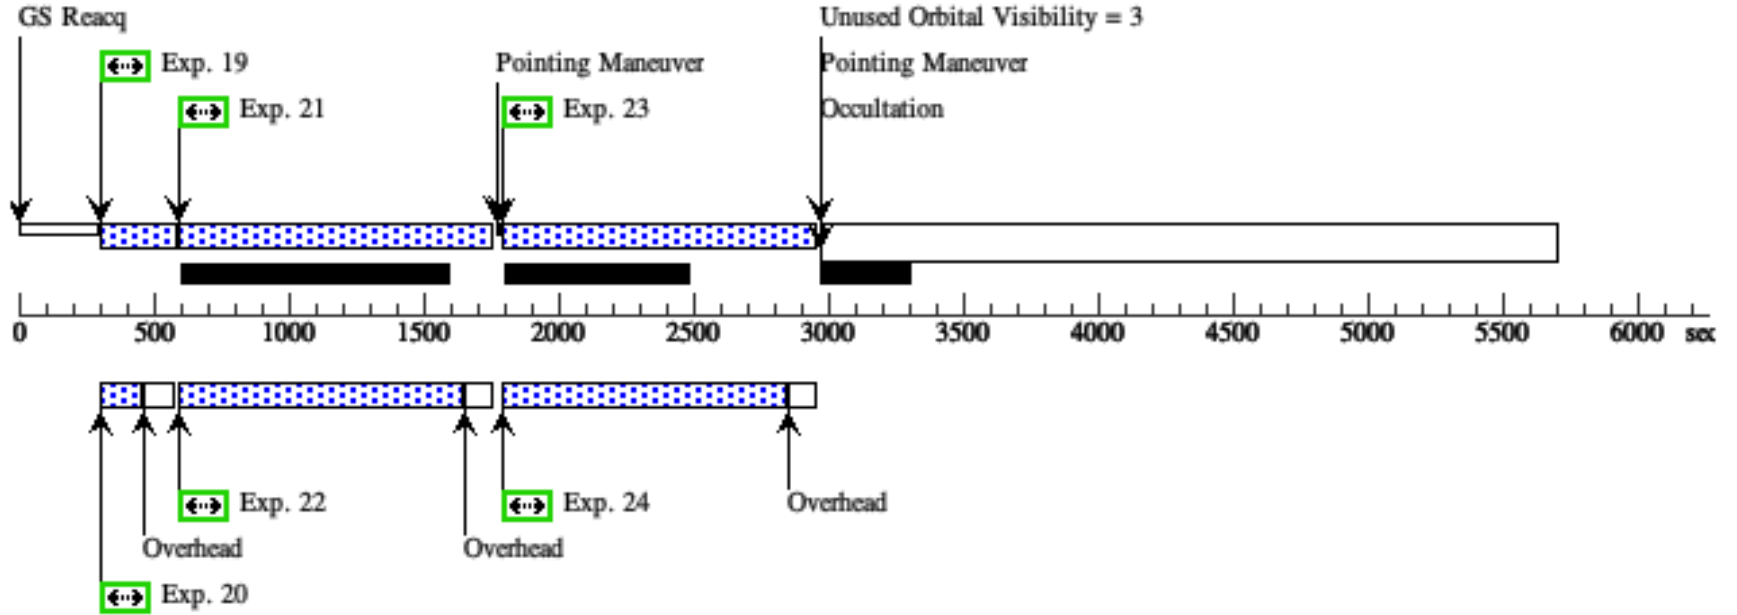 GS Reacq
Unused Orbital Visibility = 3
Exp. 19
Pointing Maneuver
Pointing Maneuver
Exp. 21
Exp. 23
Occultation
0 500 1000 1500 2000 2500 3000 3500 4000 4500 5000 5500 6000 sec
Exp. 22
Exp. 24
Overhead
Overhead
Overhead
Exp. 20